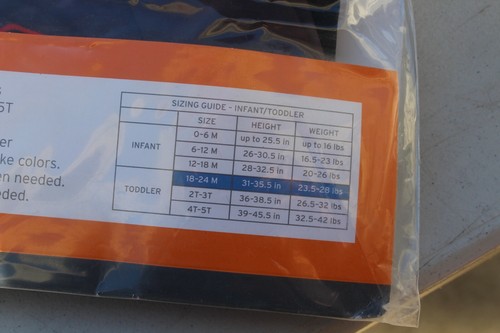 5T
er
ke colors.
en needed.
eded.
SIZING GUIDE - INFANT/TODDLER
SIZE HEIGHT WEIGHT
INFANT
0-6 M up to 25.5 in up to 16 lbs
6-12 M 26-30.5 in 16.5-23 lbs
12-18 M 28-32.5 in 20-26 lbs
TODDLER
18-24 M 31-35.5 in 23.5-28 lbs
2T-3T 36-38.5 in 26.5-32 lbs
4T-5T 39-45.5 in 32.5-42 lbs